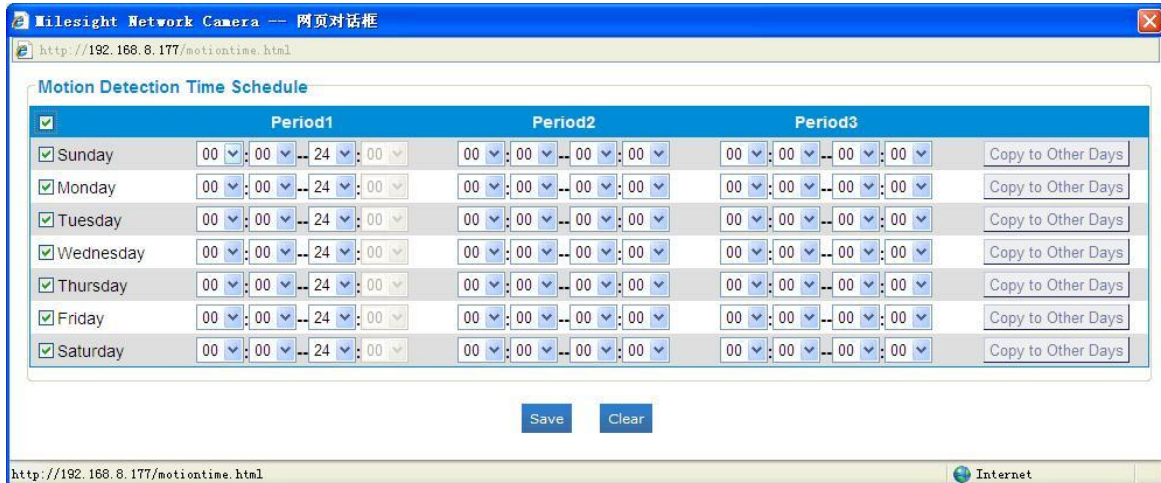 Milesight Network Camera -- 网页对话框
http://192.168.8.177/motiontime.html
Motion Detection Time Schedule
Period1 Period2 Period3
Sunday 00 : 00 -- 24 : 00 00 : 00 -- 00 : 00 00 : 00 -- 00 : 00 Copy to Other Days
Monday 00 : 00 -- 24 : 00 00 : 00 -- 00 : 00 00 : 00 -- 00 : 00 Copy to Other Days
Tuesday 00 : 00 -- 24 : 00 00 : 00 -- 00 : 00 00 : 00 -- 00 : 00 Copy to Other Days
Wednesday 00 : 00 -- 24 : 00 00 : 00 -- 00 : 00 00 : 00 -- 00 : 00 Copy to Other Days
Thursday 00 : 00 -- 24 : 00 00 : 00 -- 00 : 00 00 : 00 -- 00 : 00 Copy to Other Days
Friday 00 : 00 -- 24 : 00 00 : 00 -- 00 : 00 00 : 00 -- 00 : 00 Copy to Other Days
Saturday 00 : 00 -- 24 : 00 00 : 00 -- 00 : 00 00 : 00 -- 00 : 00 Copy to Other Days
Save Clear
http://192.168.8.177/motiontime.html Internet